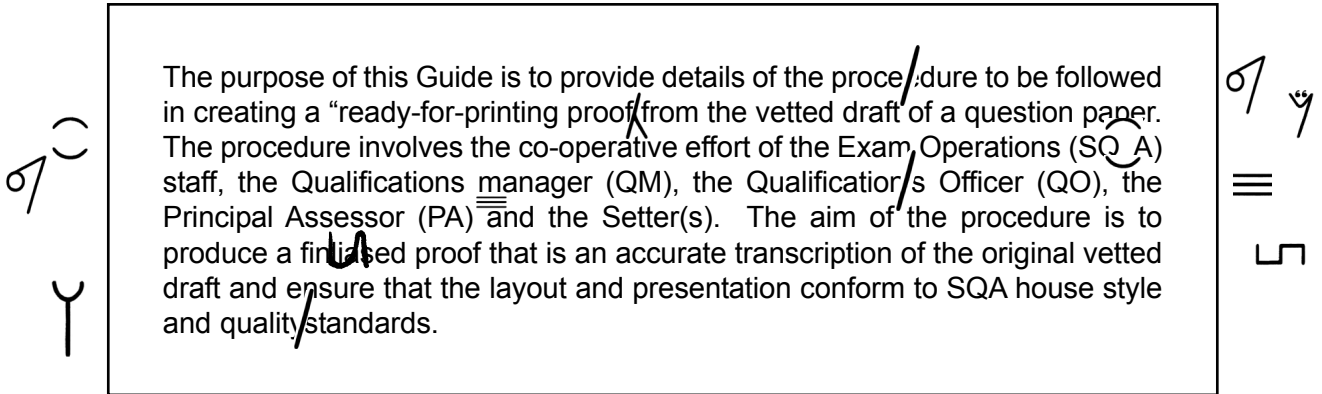 The purpose of this Guide is to provide details of the procedure to be followed
in creating a “ready-for-printing proof from the vetted draft of a question paper.
The procedure involves the co-operative effort of the Exam Operations (SQ A)
staff, the Qualifications manager (QM), the Qualifications Officer (QO), the
Principal Assessor (PA) and the Setter(s). The aim of the procedure is to
produce a finliased proof that is an accurate transcription of the original vetted
draft and ensure that the layout and presentation conform to SQA house style
and qualitystandards.